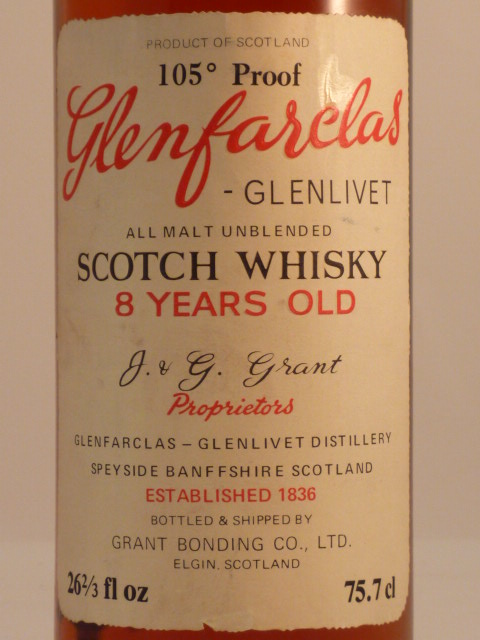 PRODUCT OF SCOTLAND
105° Proof
Glenfarclas
- GLENLIVET
ALL MALT UNBLENDED
SCOTCH WHISKY
8 YEARS OLD
J. & G. Grant
Proprietors
GLENFARCLAS – GLENLIVET DISTILLERY
SPEYSIDE BANFFSHIRE SCOTLAND
ESTABLISHED 1836
BOTTLED & SHIPPED BY
GRANT BONDING CO., LTD.
ELGIN, SCOTLAND
26⅔ fl oz 75.7 cl